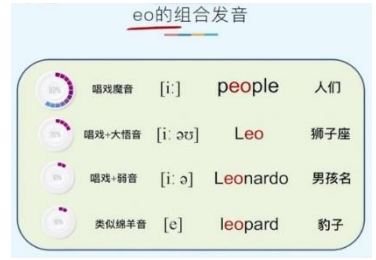 eo的组合发音
唱戏魔音 [iː] people 人们
唱戏+大悟音 [iː əʊ] Leo 狮子座
唱戏+弱音 [iː ə] Leonardo 男孩名
类似绵羊音 [e] leopard 豹子